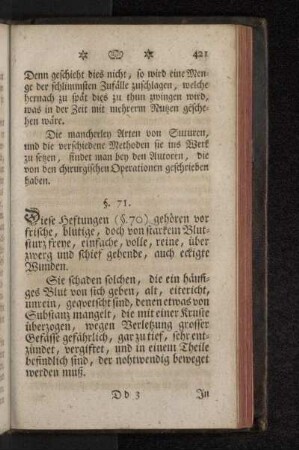 421
Denn geschieht dies nicht, so wird eine Men-
ge der schlimmsten Zufälle zuschlagen, welche
hernach zu spät dies zu thun zwingen wird,
was in der Zeit mit mehrerm Nutzen gesche-
hen wäre.
Die mancherley Arten von Suturen,
und die verschiedene Methoden sie ins Werk
zu setzen, findet man bey den Autoren, die
von den chirurgischen Operationen geschrieben
haben.
§. 71.
Diese Heftungen (§. 70) gehören vor
frische, blutige, doch von starkem Blut-
sturz freye, einfache, volle, reine, über
zwerg und schief gehende, auch eckigte
Wunden.
Sie schaden solchen, die ein häuffi-
ges Blut von sich geben, alt, eitericht,
unrein, gequetscht sind, denen etwas von
Substanz mangelt, die mit einer Kruste
überzogen, wegen Verletzung grosser
Gefässe gefährlich, gar zu tief, sehr ent-
zündet, vergiftet, und in einem Theile
befindlich sind, der nohtwendig beweget
werden muß.
D d 3 In